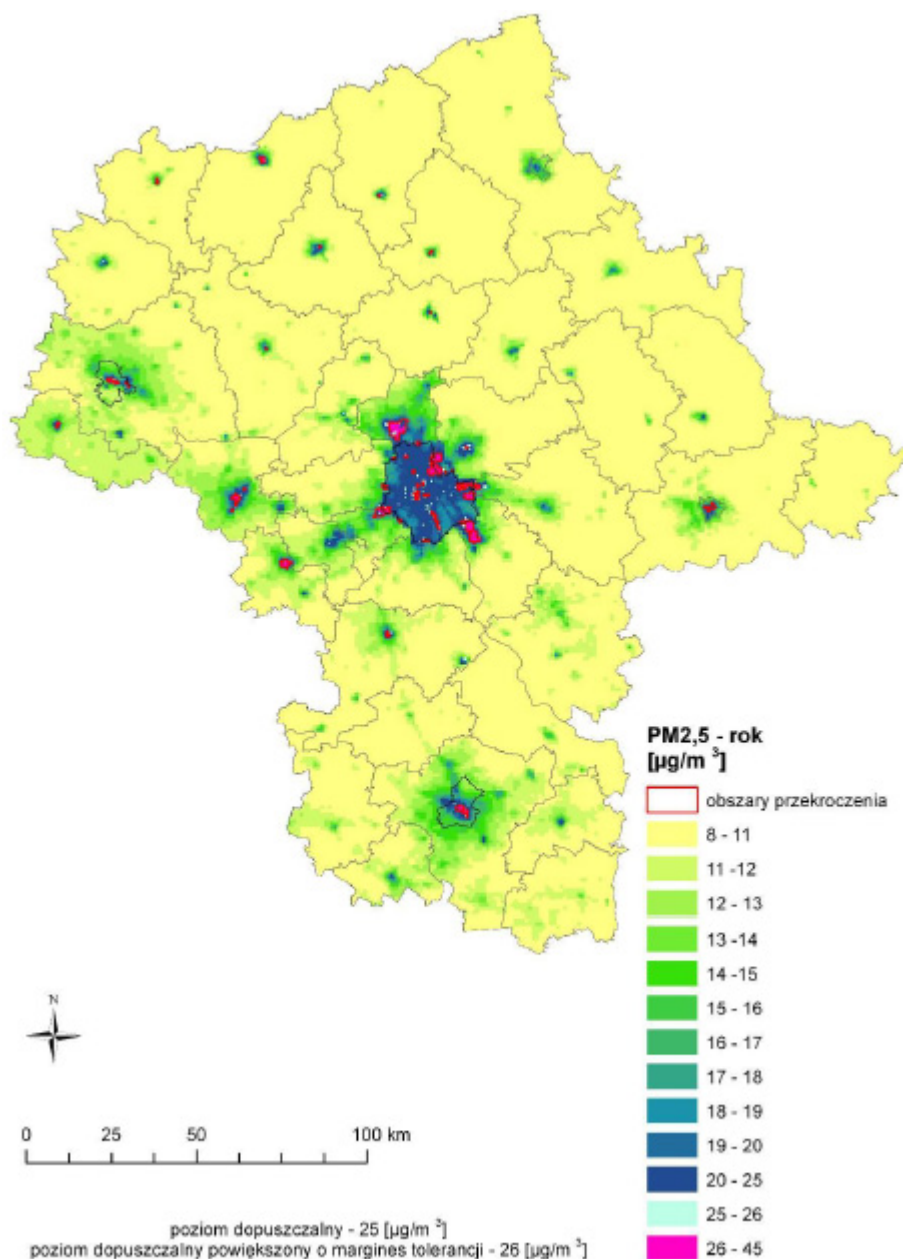 PM2,5 - rok
[µg/m ³]
obszary przekroczenia
8 - 11
11 -12
12 - 13
13 -14
14 -15
15 - 16
16 - 17
17 - 18
18 - 19
19 - 20
20 - 25
25 - 26
26 - 45
N
0 25 50 100 km
poziom dopuszczalny - 25 [µg/m ³]
poziom dopuszczalny powiększony o margines tolerancji - 26 [µg/m ³]